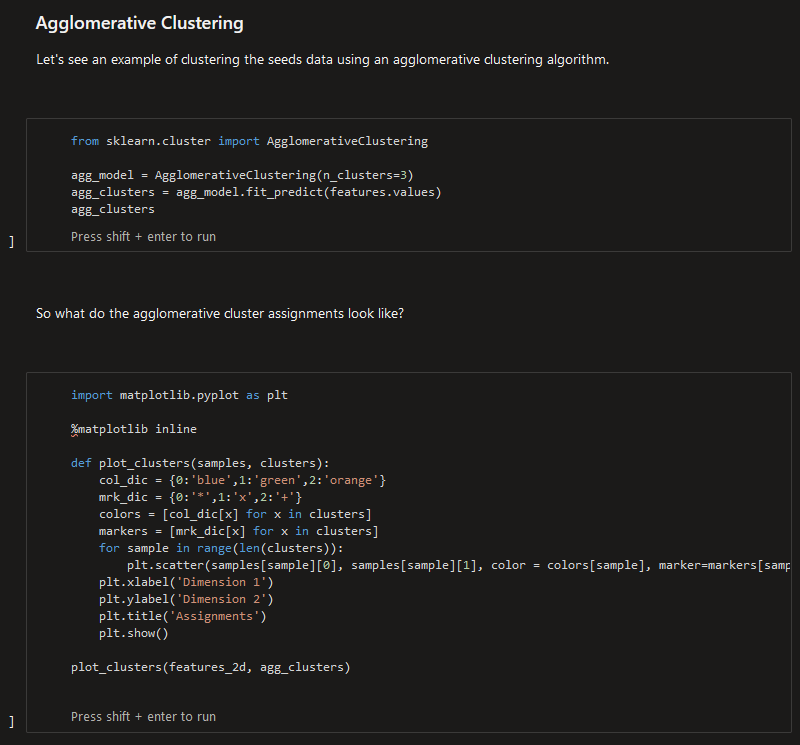 Agglomerative Clustering
Let's see an example of clustering the seeds data using an agglomerative clustering algorithm.
from sklearn.cluster import AgglomerativeClustering
agg_model = AgglomerativeClustering(n_clusters=3)
agg_clusters = agg_model.fit_predict(features.values)
agg_clusters
Press shift + enter to run
]
So what do the agglomerative cluster assignments look like?
import matplotlib.pyplot as plt
%matplotlib inline
def plot_clusters(samples, clusters):
    col_dic = {0:'blue',1:'green',2:'orange'}
    mrk_dic = {0:'*',1:'x',2:'+'}
    colors = [col_dic[x] for x in clusters]
    markers = [mrk_dic[x] for x in clusters]
    for sample in range(len(clusters)):
        plt.scatter(samples[sample][0], samples[sample][1], color = colors[sample], marker=markers[samp
    plt.xlabel('Dimension 1')
    plt.ylabel('Dimension 2')
    plt.title('Assignments')
    plt.show()
plot_clusters(features_2d, agg_clusters)
Press shift + enter to run
]